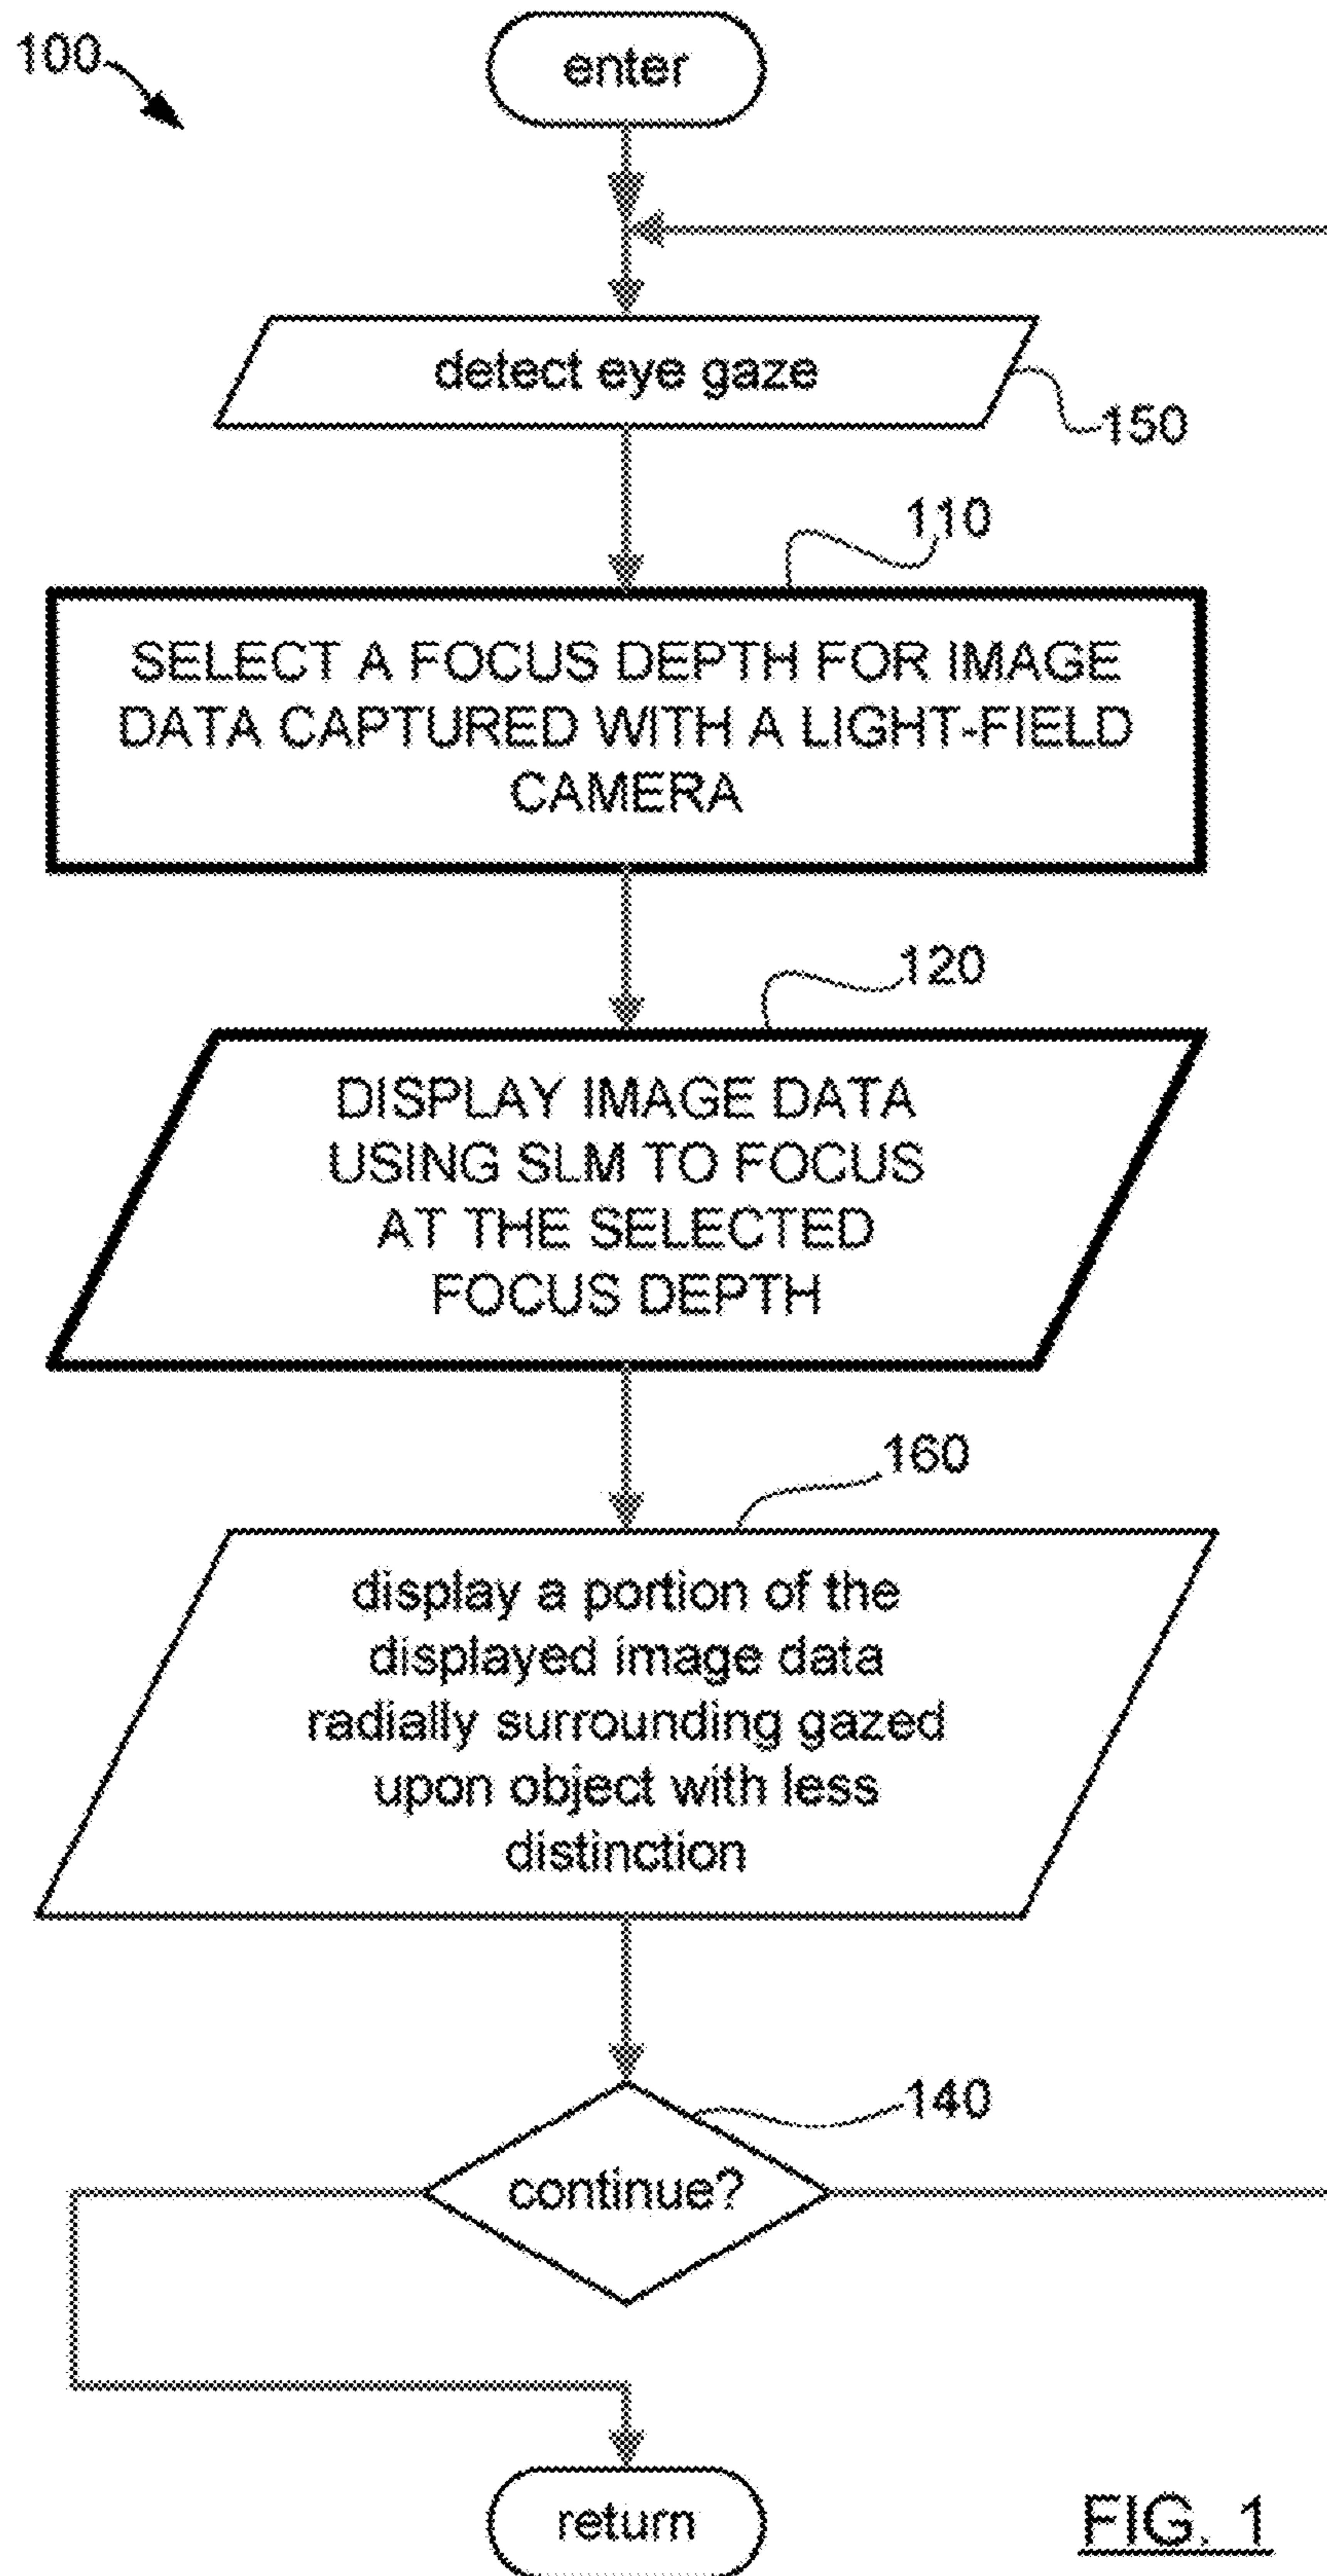 100
enter
detect eye gaze
150
110
SELECT A FOCUS DEPTH FOR IMAGE
DATA CAPTURED WITH A LIGHT-FIELD
CAMERA
120
DISPLAY IMAGE DATA
USING SLM TO FOCUS
AT THE SELECTED
FOCUS DEPTH
160
display a portion of the
displayed image data
radially surrounding gazed
upon object with less
distinction
140
continue?
return
FIG. 1